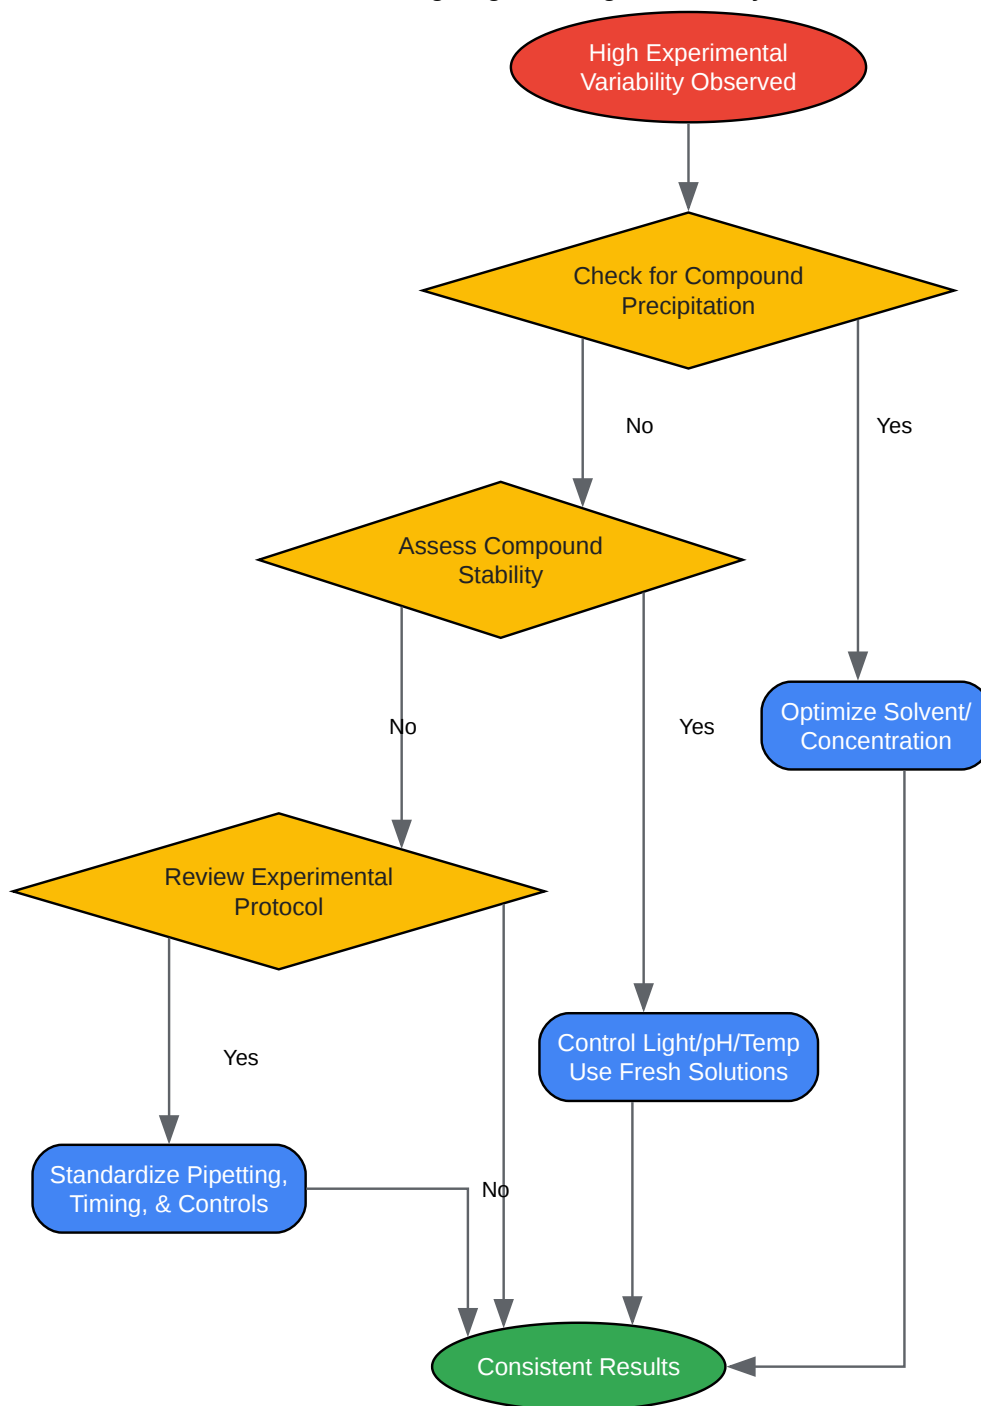 High Experimental
Variability Observed
Check for Compound
Precipitation
No
Yes
Assess Compound
Stability
Optimize Solvent/
Concentration
No
Yes
Review Experimental
Protocol
Control Light/pH/Temp
Use Fresh Solutions
Yes
Standardize Pipetting,
Timing, & Controls
No
Consistent Results